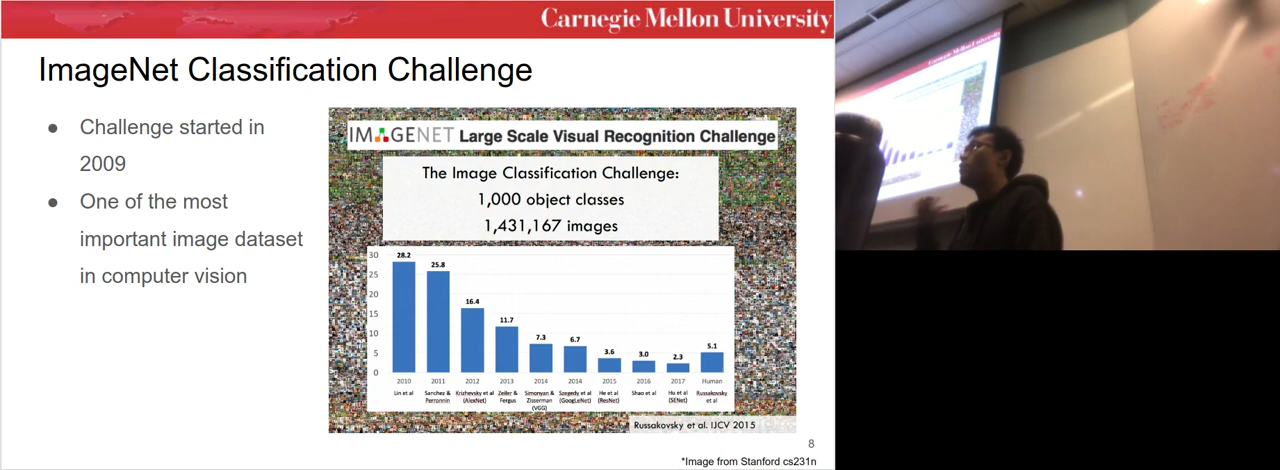 Carnegie Mellon University
ImageNet Classification Challenge
● Challenge started in
2009
● One of the most
important image dataset
in computer vision
IMAGENET Large Scale Visual Recognition Challenge
The Image Classification Challenge:
1,000 object classes
1,431,167 images
30
25
20
15
10
5
0
28.2
25.8
16.4
11.7
7.3
6.7
3.6
3.0
2.3
5.1
2010 2011 2012 2013 2014 2014 2015 2016 2017 Human
Lin et al
Sanchez &
Perronnin
Krizhevsky et al
(AlexNet)
Zeiler &
Fergus
Simonyan &
Zisserman
(VGG)
Szegedy et al
(GoogLeNet)
He et al
(ResNet)
Shao et al
Hu et al
(SENet)
Russakovsky
et al
Russakovsky et al. IJCV 2015
8
*Image from Stanford cs231n
Carnegie Mellon University